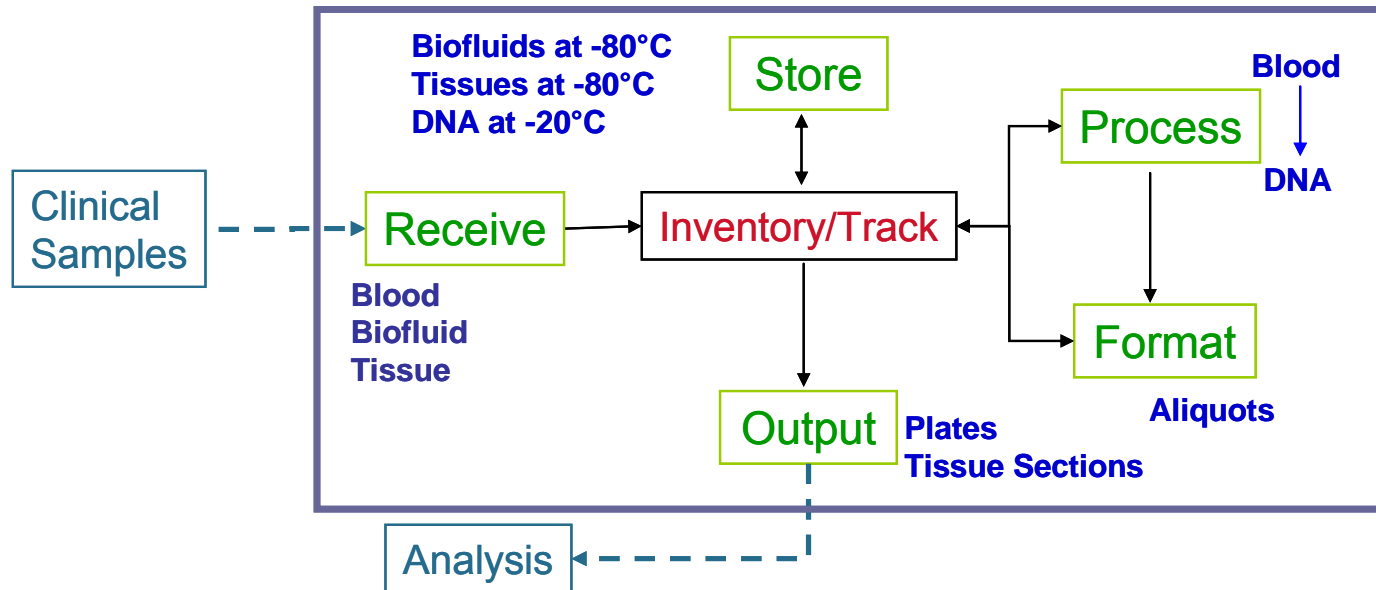 Biofluids at -80°C
Tissues at -80°C
DNA at -20°C
Store
Blood
DNA
Process
Clinical
Samples
Receive
Blood
Biofluid
Tissue
Inventory/Track
Format
Aliquots
Output
Plates
Tissue Sections
Analysis